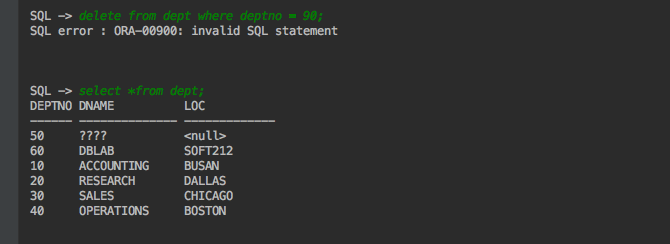 SQL -> delete from dept where deptno = 90;
SQL error : ORA-00900: invalid SQL statement
SQL -> select *from dept;
DEPTNO DNAME          LOC
—————— —————————————— —————————————
50     ????           <null>
60     DBLAB          SOFT212
10     ACCOUNTING     BUSAN
20     RESEARCH       DALLAS
30     SALES          CHICAGO
40     OPERATIONS     BOSTON